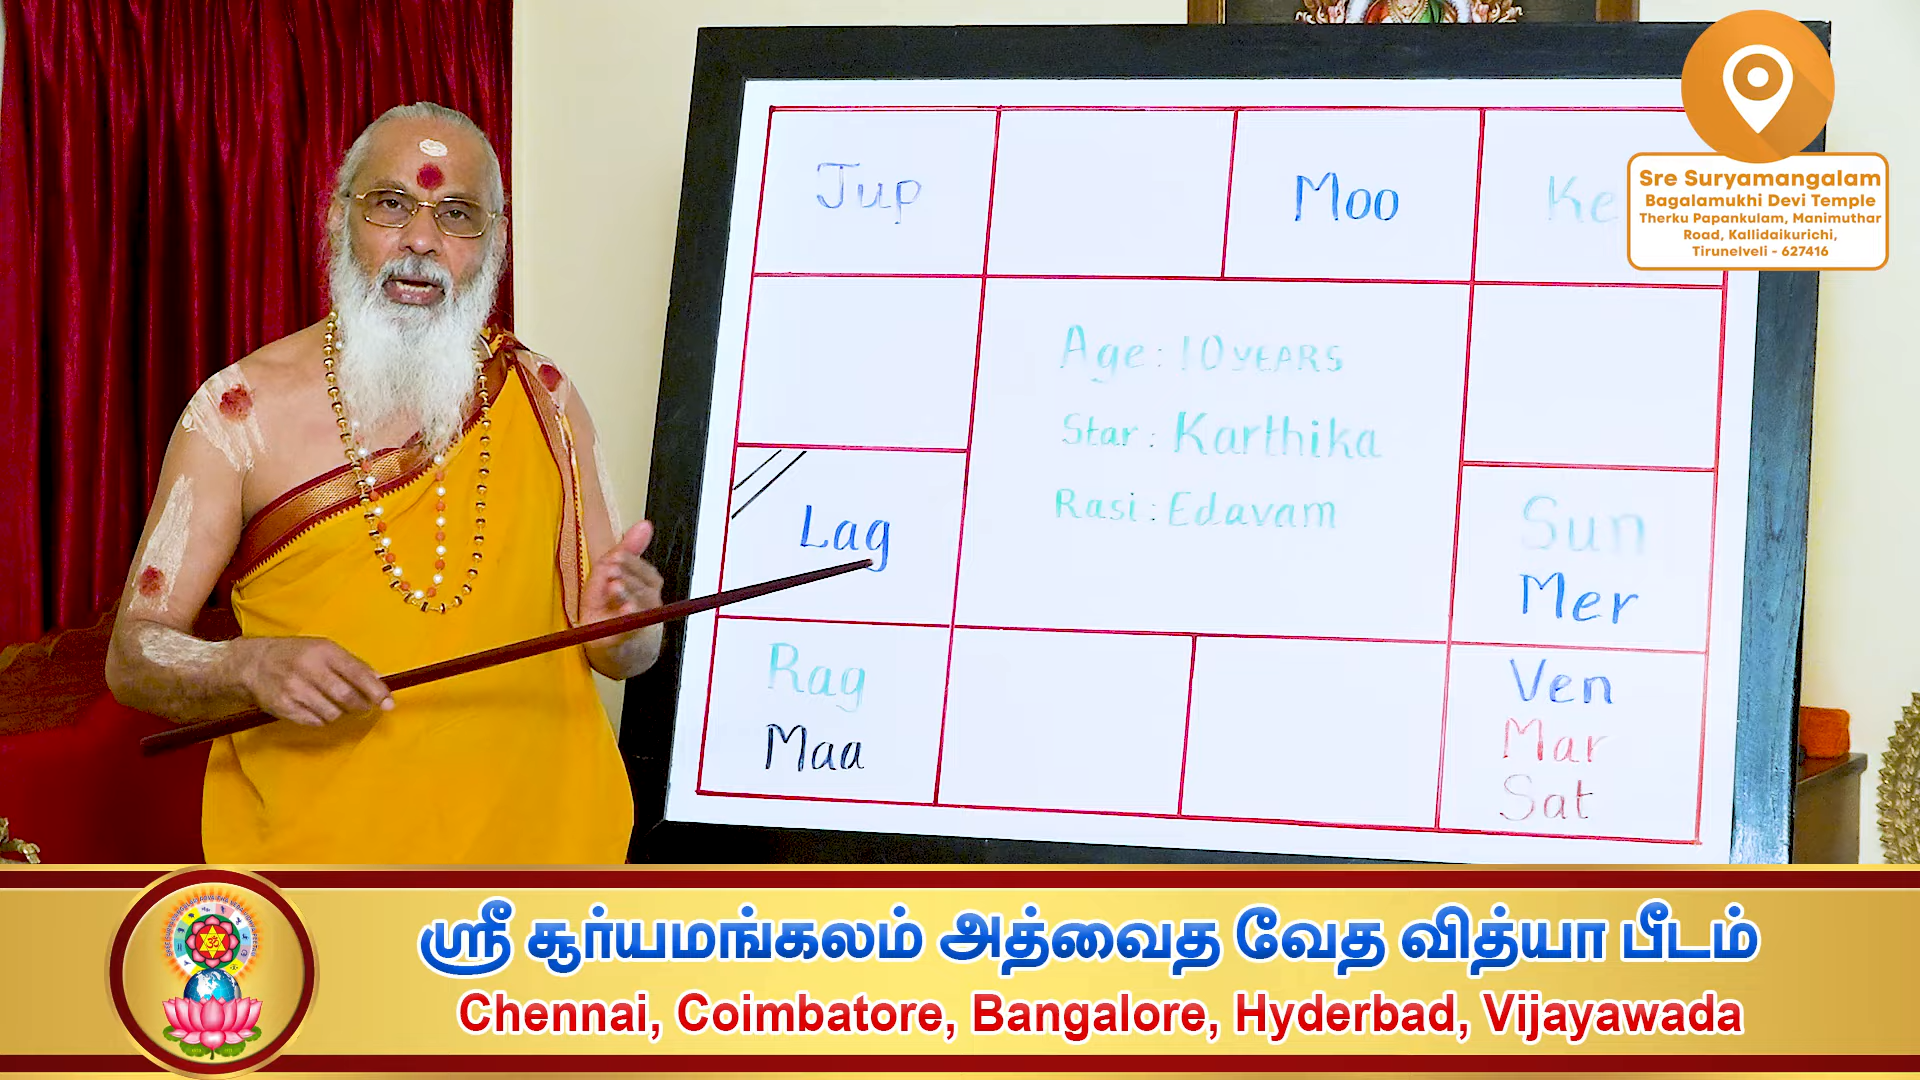 Jup
Moo
Ke
Sre Suryamangalam
Bagalamukhi Devi Temple
Therku Papankulam, Manimuthar
Road, Kallidaikurichi,
Tirunelveli - 627416
Age: 10 YEARS
Star: Karthika
Rasi: Edavam
Lag
Sun
Mer
Rag
Maa
Ven
Mar
Sat
ஸ்ரீ சூர்யமங்கலம் அத்வைத வேத வித்யா பீடம்
Chennai, Coimbatore, Bangalore, Hyderbad, Vijayawada